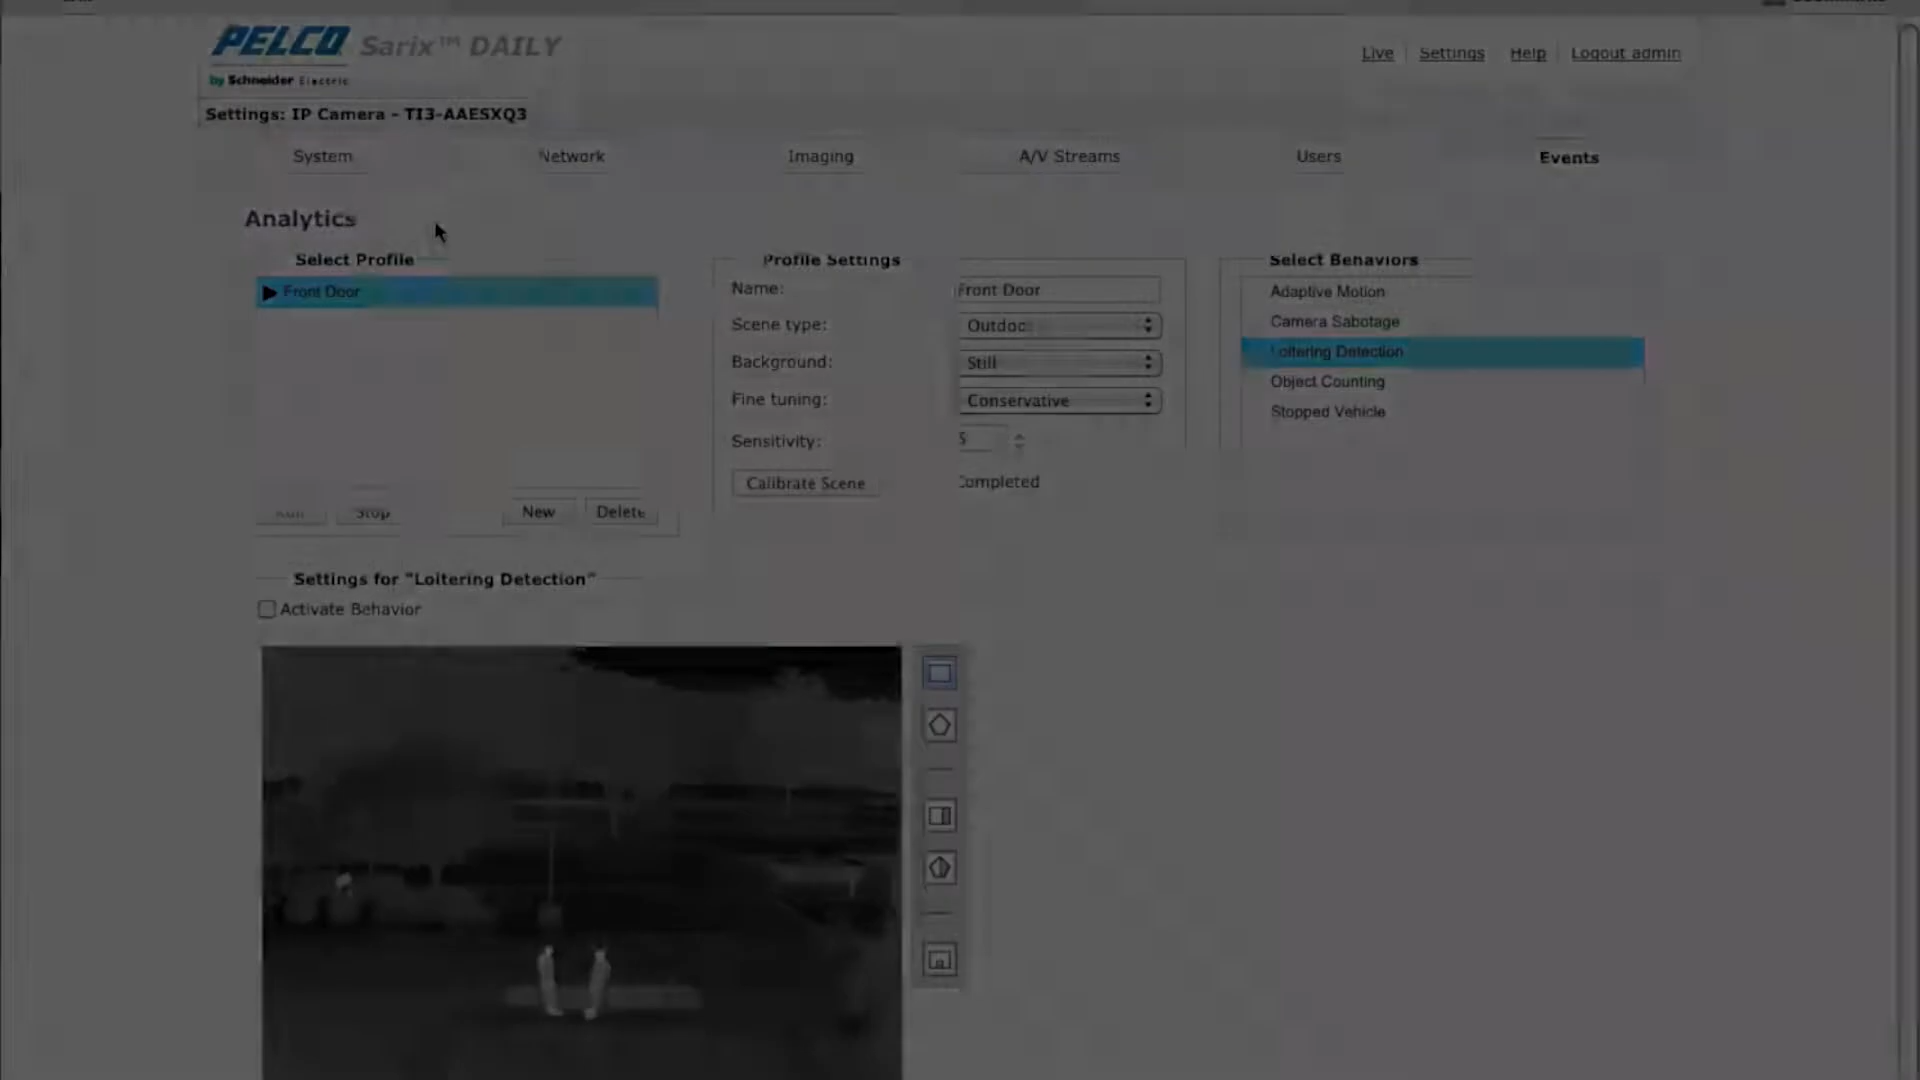 PELCO Sarix™ DAILY
by Schneider Electric
Live Settings Help Logout admin
Settings: IP Camera - TI3-AAESXQ3
System Network Imaging A/V Streams Users Events
Analytics
Select Profile
Front Door
Stop New Delete
Profile Settings
Name: Front Door
Scene type: Outdoor
Background: Still
Fine tuning: Conservative
Sensitivity: 5
Calibrate Scene Completed
Select Behaviors
Adaptive Motion
Camera Sabotage
Loitering Detection
Object Counting
Stopped Vehicle
Settings for "Loitering Detection"
Activate Behavior